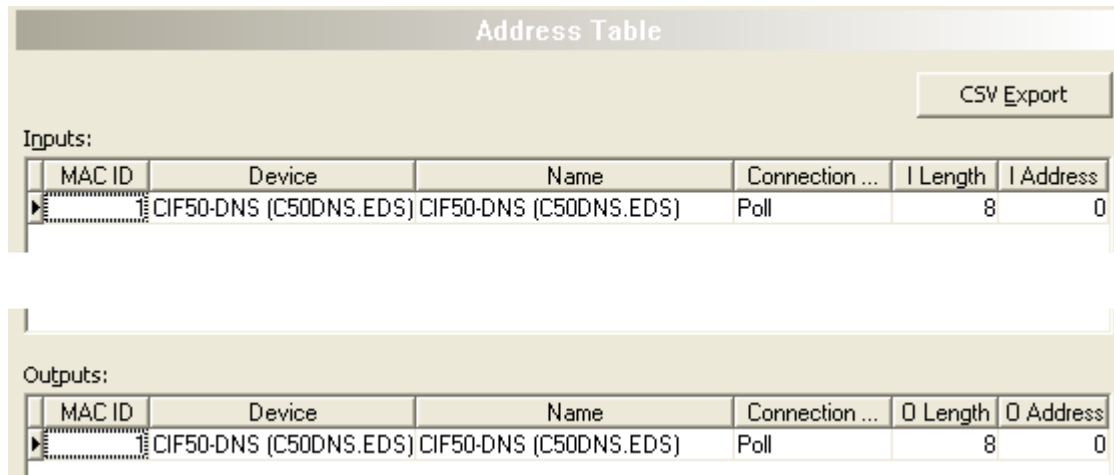 Address Table
CSV Export
Inputs:
MAC ID Device Name Connection ... I Length I Address
1 CIF50-DNS (C50DNS.EDS) CIF50-DNS (C50DNS.EDS) Poll 8 0
Outputs:
MAC ID Device Name Connection ... O Length O Address
1 CIF50-DNS (C50DNS.EDS) CIF50-DNS (C50DNS.EDS) Poll 8 0